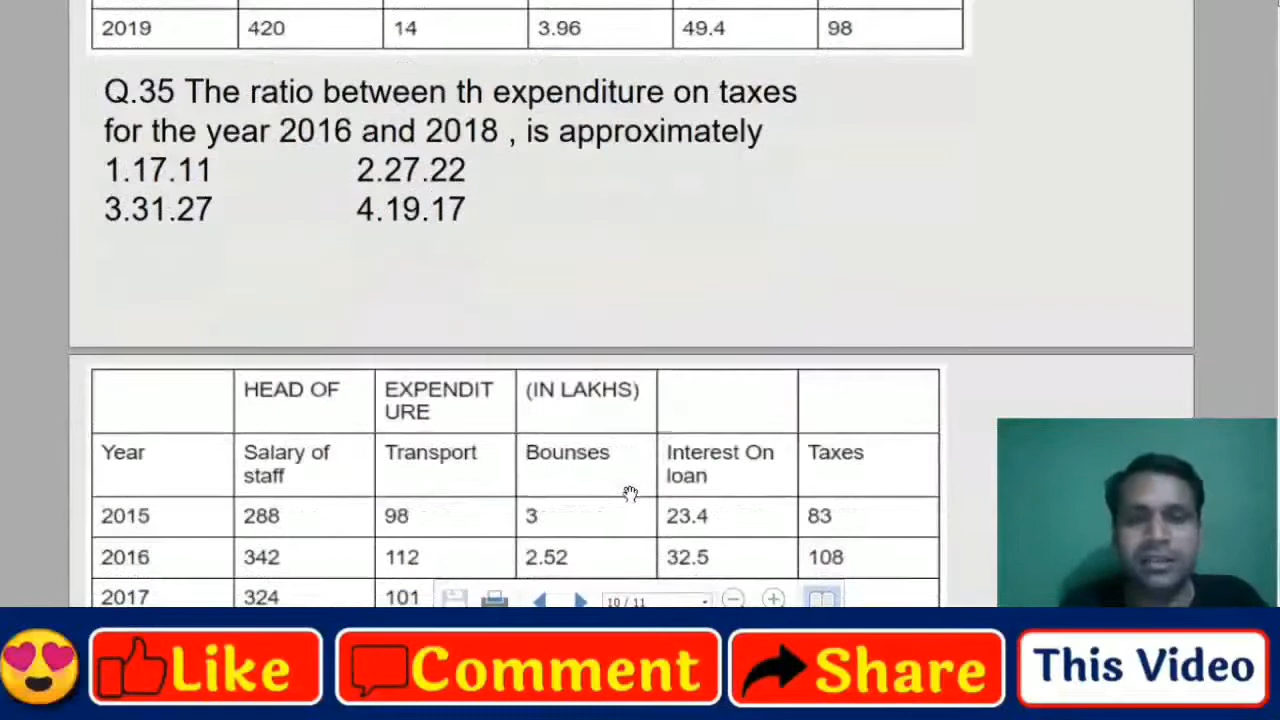 2019 420 14 3.96 49.4 98
Q.35 The ratio between th expenditure on taxes
for the year 2016 and 2018 , is approximately
1.17.11 2.27.22
3.31.27 4.19.17
HEAD OF EXPENDIT (IN LAKHS)
URE
Year Salary of Transport Bounses Interest On Taxes
staff loan
2015 288 98 3 23.4 83
2016 342 112 2.52 32.5 108
2017 324 101
10 / 11
Like Comment Share This Video